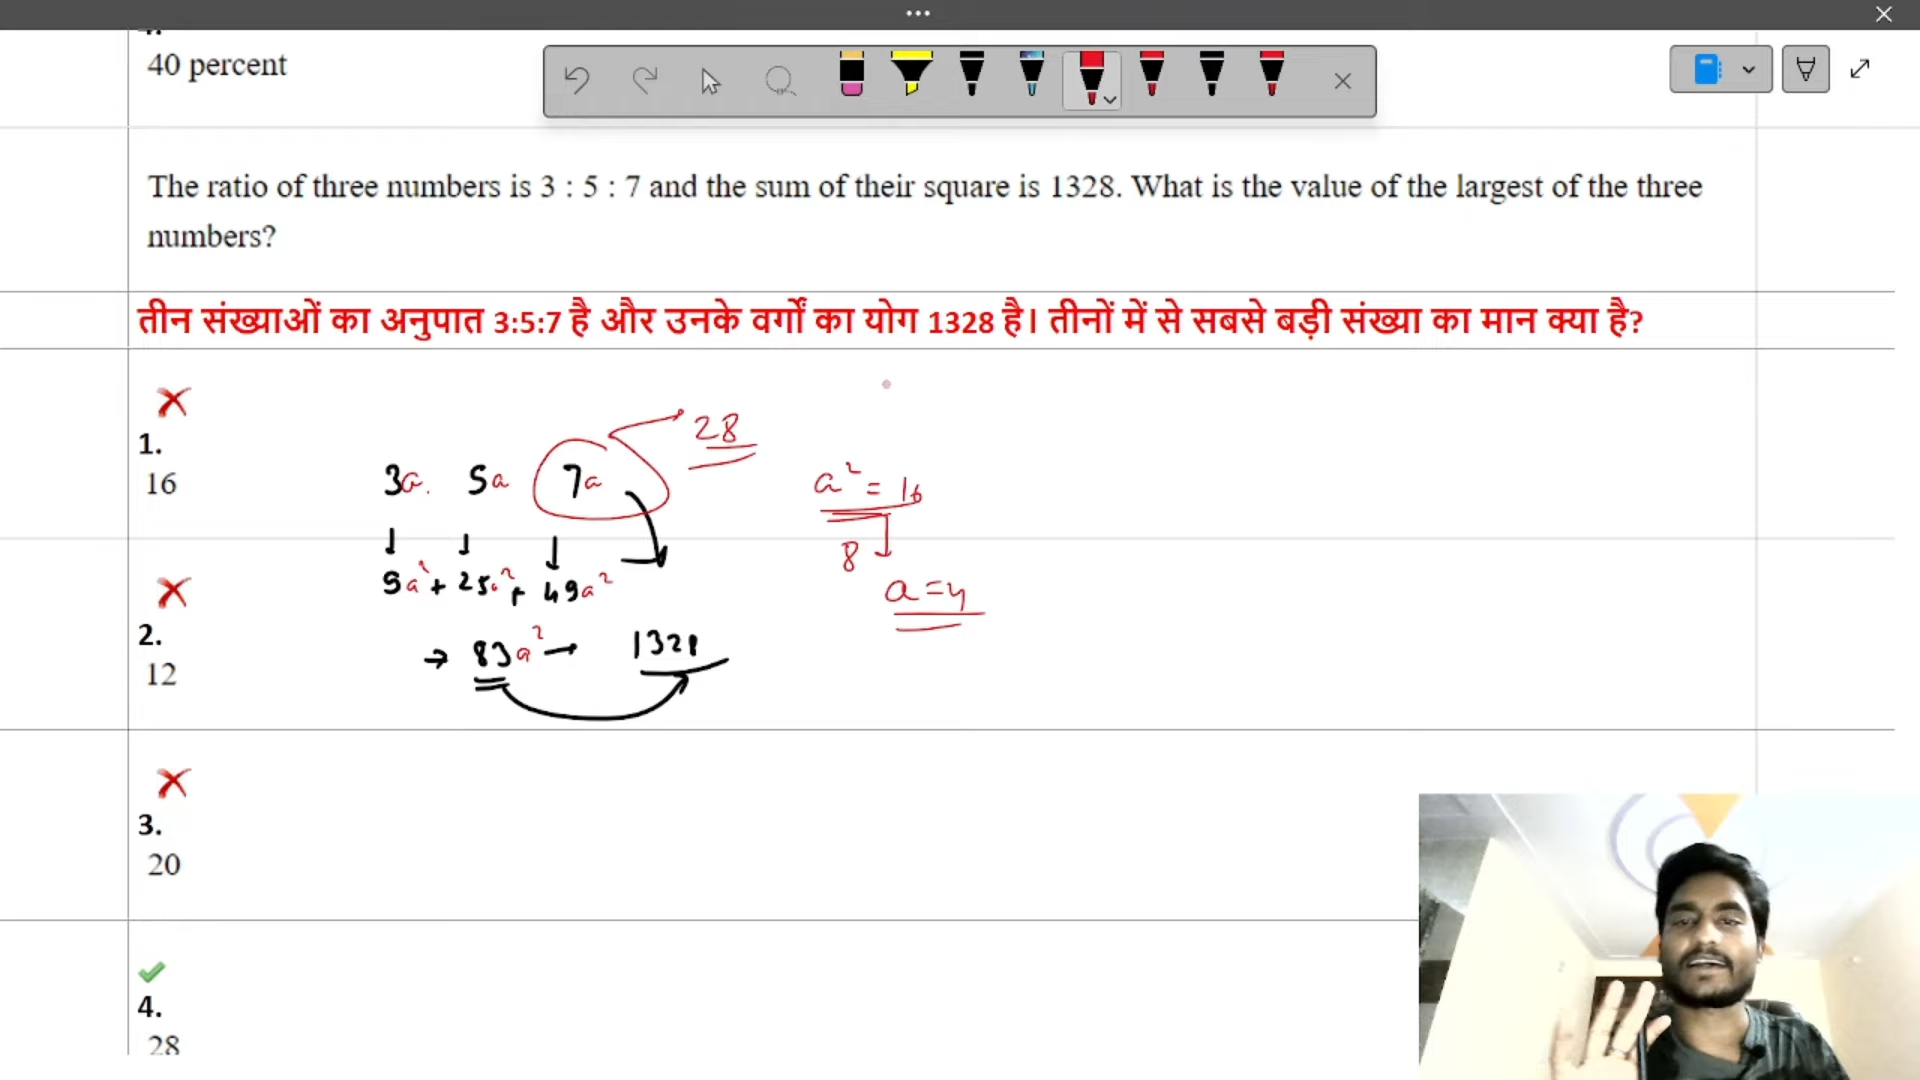 40 percent
The ratio of three numbers is 3 : 5 : 7 and the sum of their square is 1328. What is the value of the largest of the three
numbers?
तीन संख्याओं का अनुपात 3:5:7 है और उनके वर्गों का योग 1328 है। तीनों में से सबसे बड़ी संख्या का मान क्या है?
1.
16
28
3a. 5a 7a
a² = 16
8
9a² + 25a² + 49a²
a = 4
2.
12
→ 83a² → 1328
3.
20
4.
28